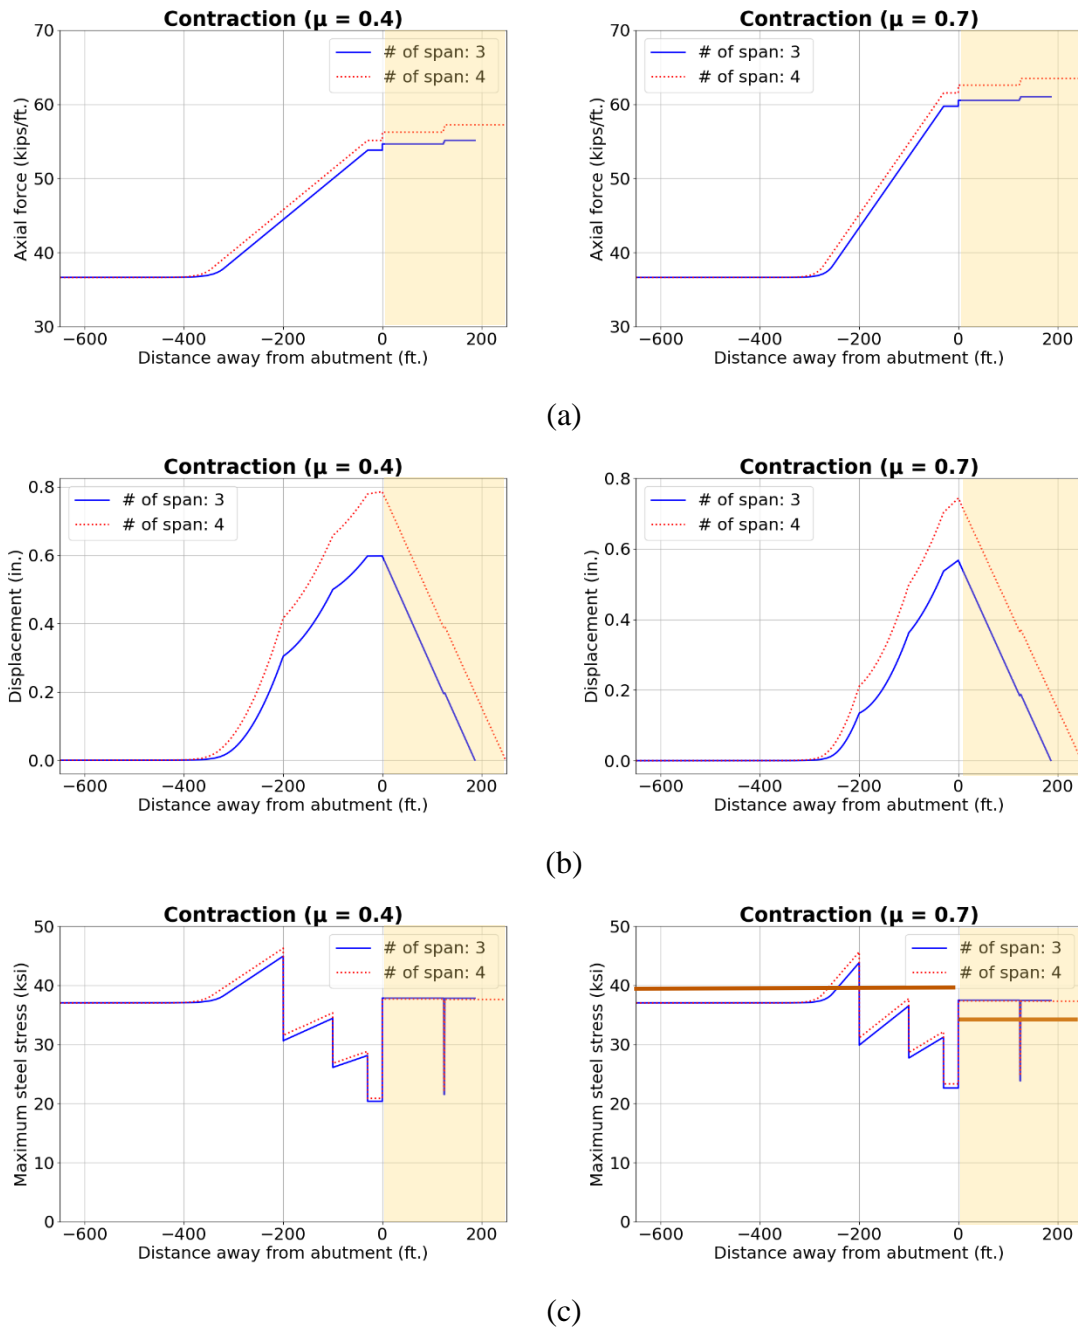 Contraction (μ = 0.4)
Axial force (kips/ft.)
70
60
50
40
30
# of span: 3
# of span: 4
−600 −400 −200 0 200
Distance away from abutment (ft.)
Contraction (μ = 0.7)
Axial force (kips/ft.)
70
60
50
40
30
# of span: 3
# of span: 4
−600 −400 −200 0 200
Distance away from abutment (ft.)
(a)
Contraction (μ = 0.4)
Displacement (in.)
0.8
0.6
0.4
0.2
0.0
# of span: 3
# of span: 4
−600 −400 −200 0 200
Distance away from abutment (ft.)
Contraction (μ = 0.7)
Displacement (in.)
0.8
0.6
0.4
0.2
0.0
# of span: 3
# of span: 4
−600 −400 −200 0 200
Distance away from abutment (ft.)
(b)
Contraction (μ = 0.4)
Maximum steel stress (ksi)
50
40
30
20
10
0
# of span: 3
# of span: 4
−600 −400 −200 0 200
Distance away from abutment (ft.)
Contraction (μ = 0.7)
Maximum steel stress (ksi)
50
40
30
20
10
0
# of span: 3
# of span: 4
−600 −400 −200 0 200
Distance away from abutment (ft.)
(c)